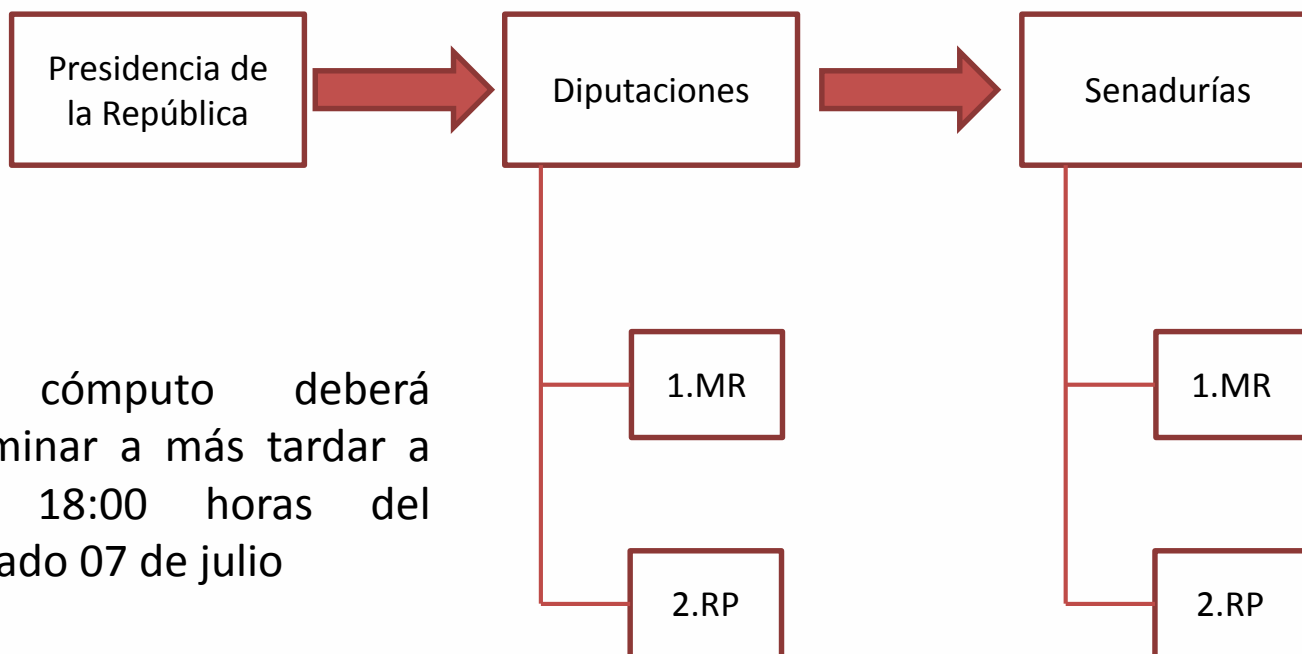 Presidencia de
la República
Diputaciones
Senadurías
1.MR
1.MR
cómputo deberá
minar a más tardar a
18:00 horas del
ado 07 de julio
2.RP
2.RP